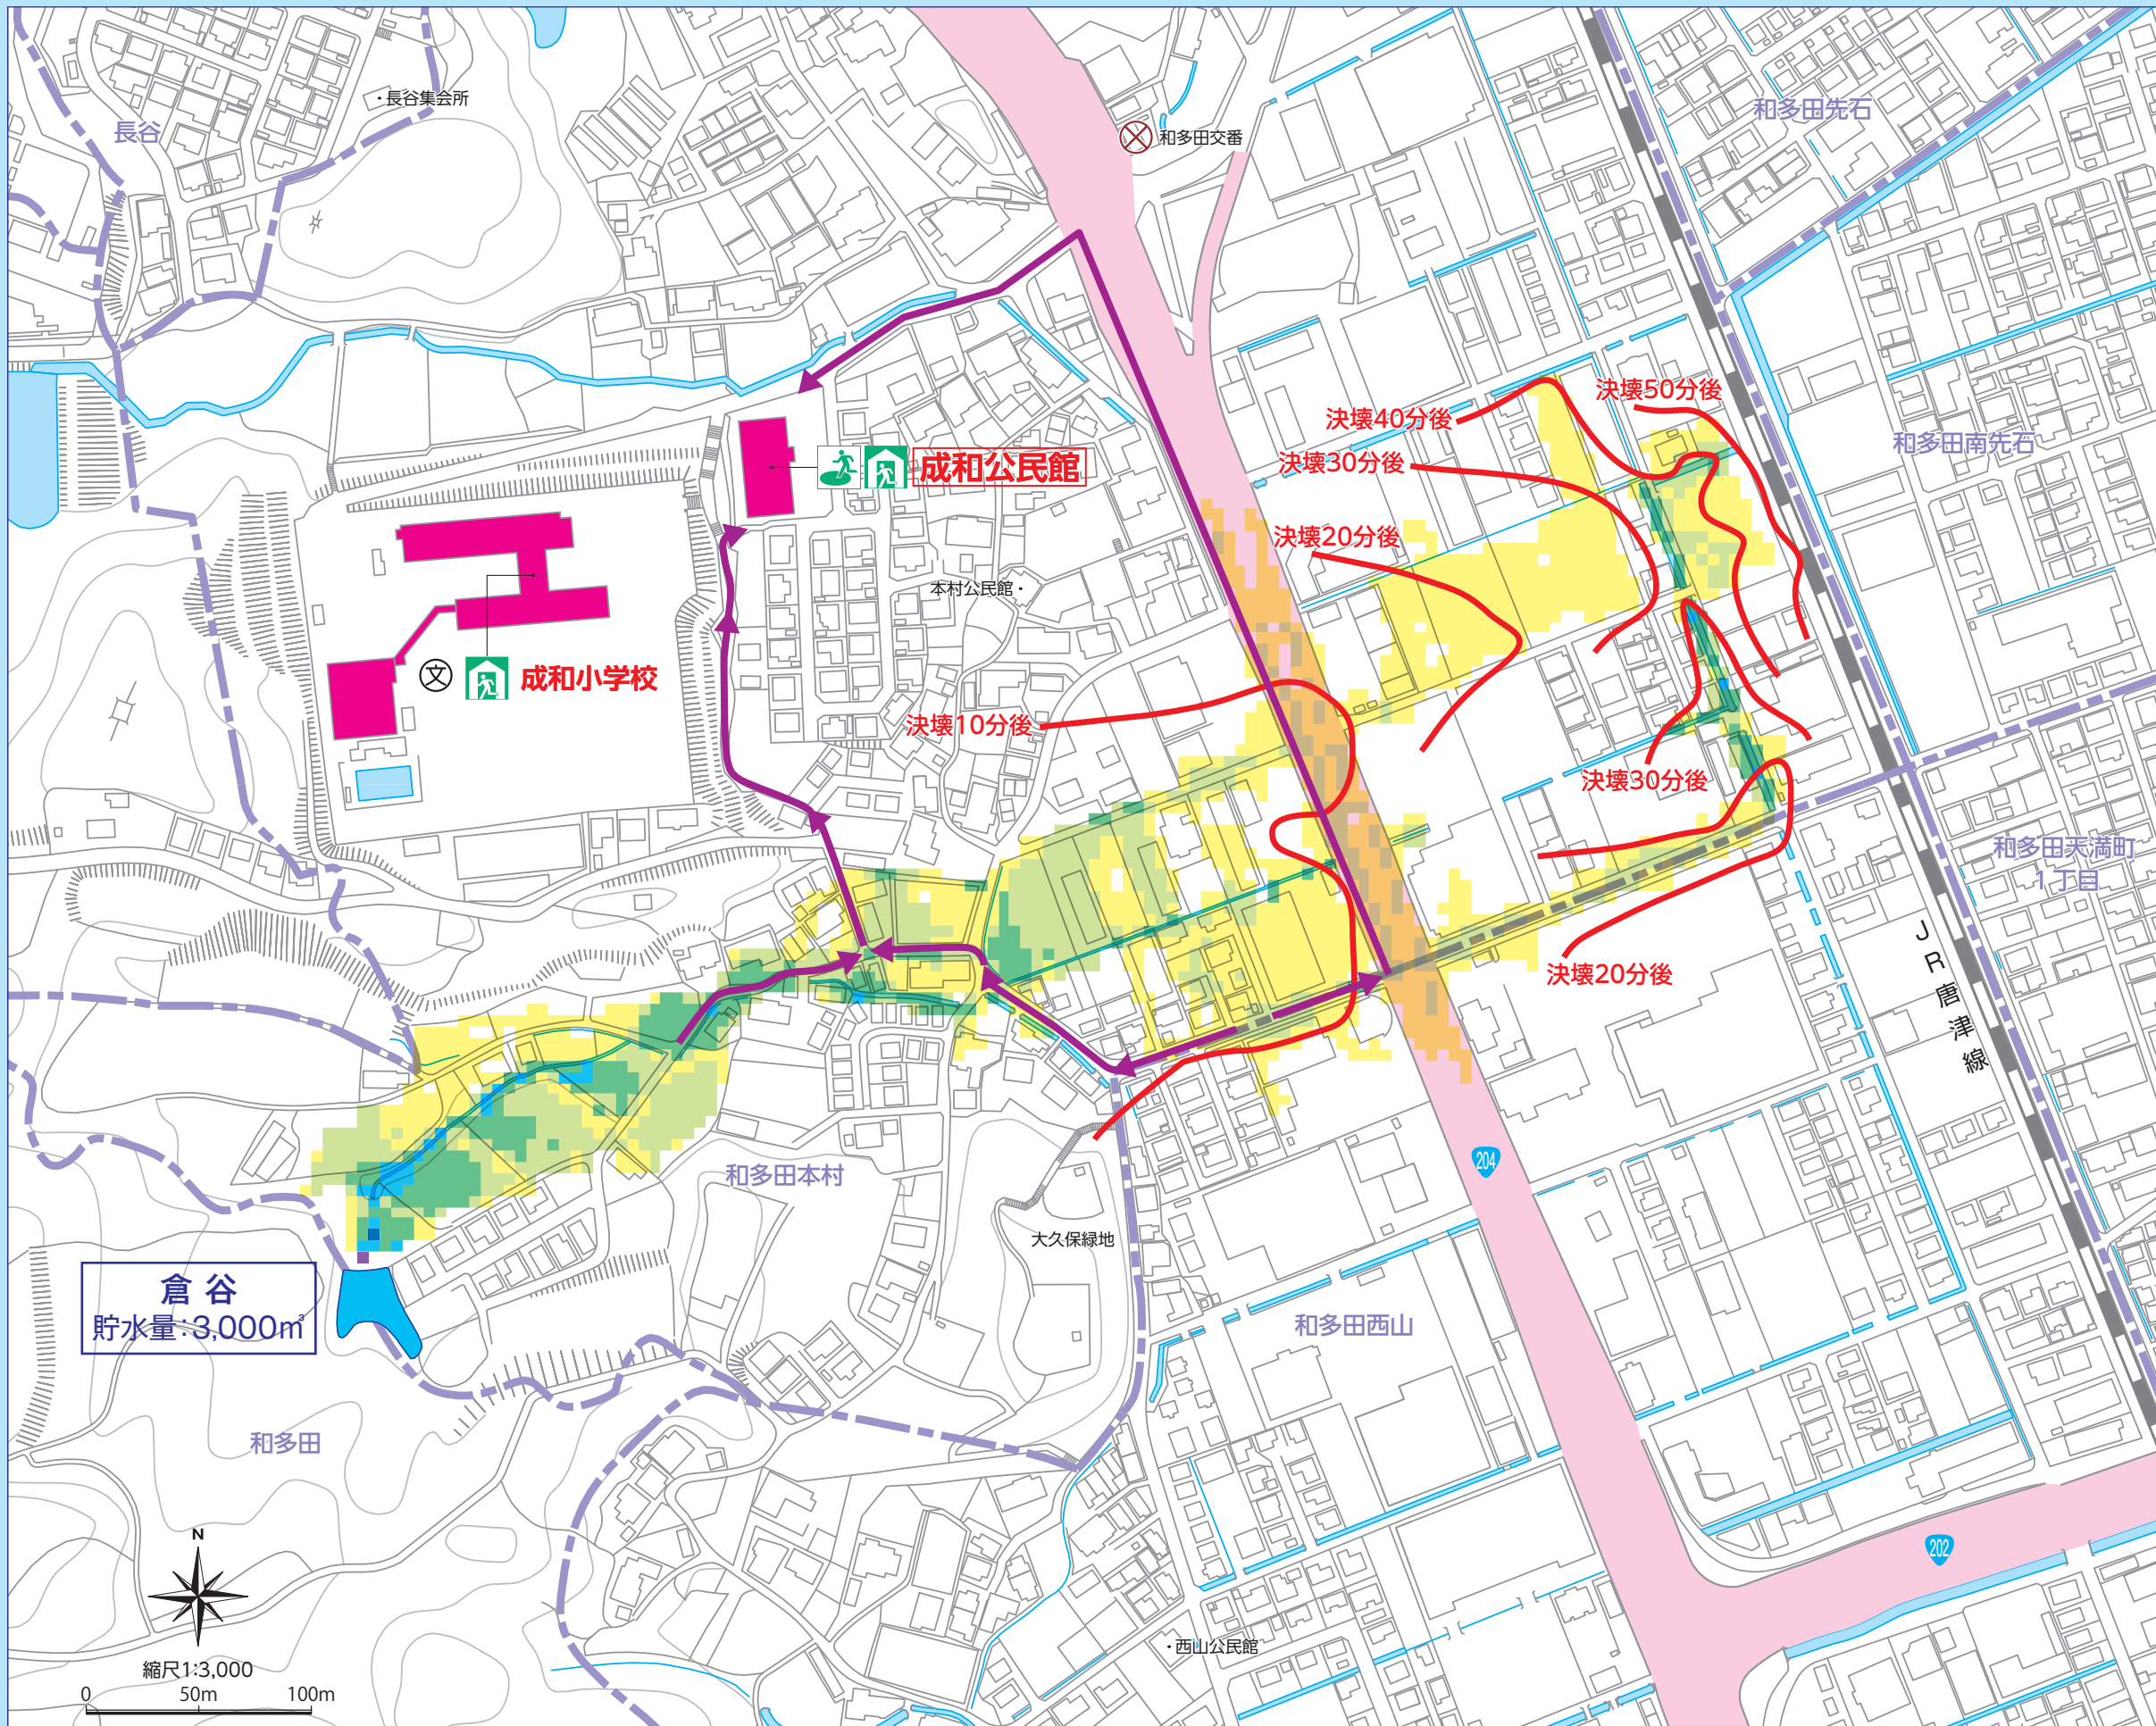 ・長谷集会所
長谷
和多田先石
和多田交番
決壊50分後
決壊40分後
和多田南先石
決壊30分後
成和公民館
決壊20分後
本村公民館・
文
成和小学校
決壊10分後
決壊30分後
和多田天満町
1丁目
JR唐津線
決壊20分後
204
和多田本村
大久保緑地
倉谷
貯水量：3,000㎥
和多田西山
和多田
N
202
・西山公民館
縮尺1:3,000
0 50m 100m